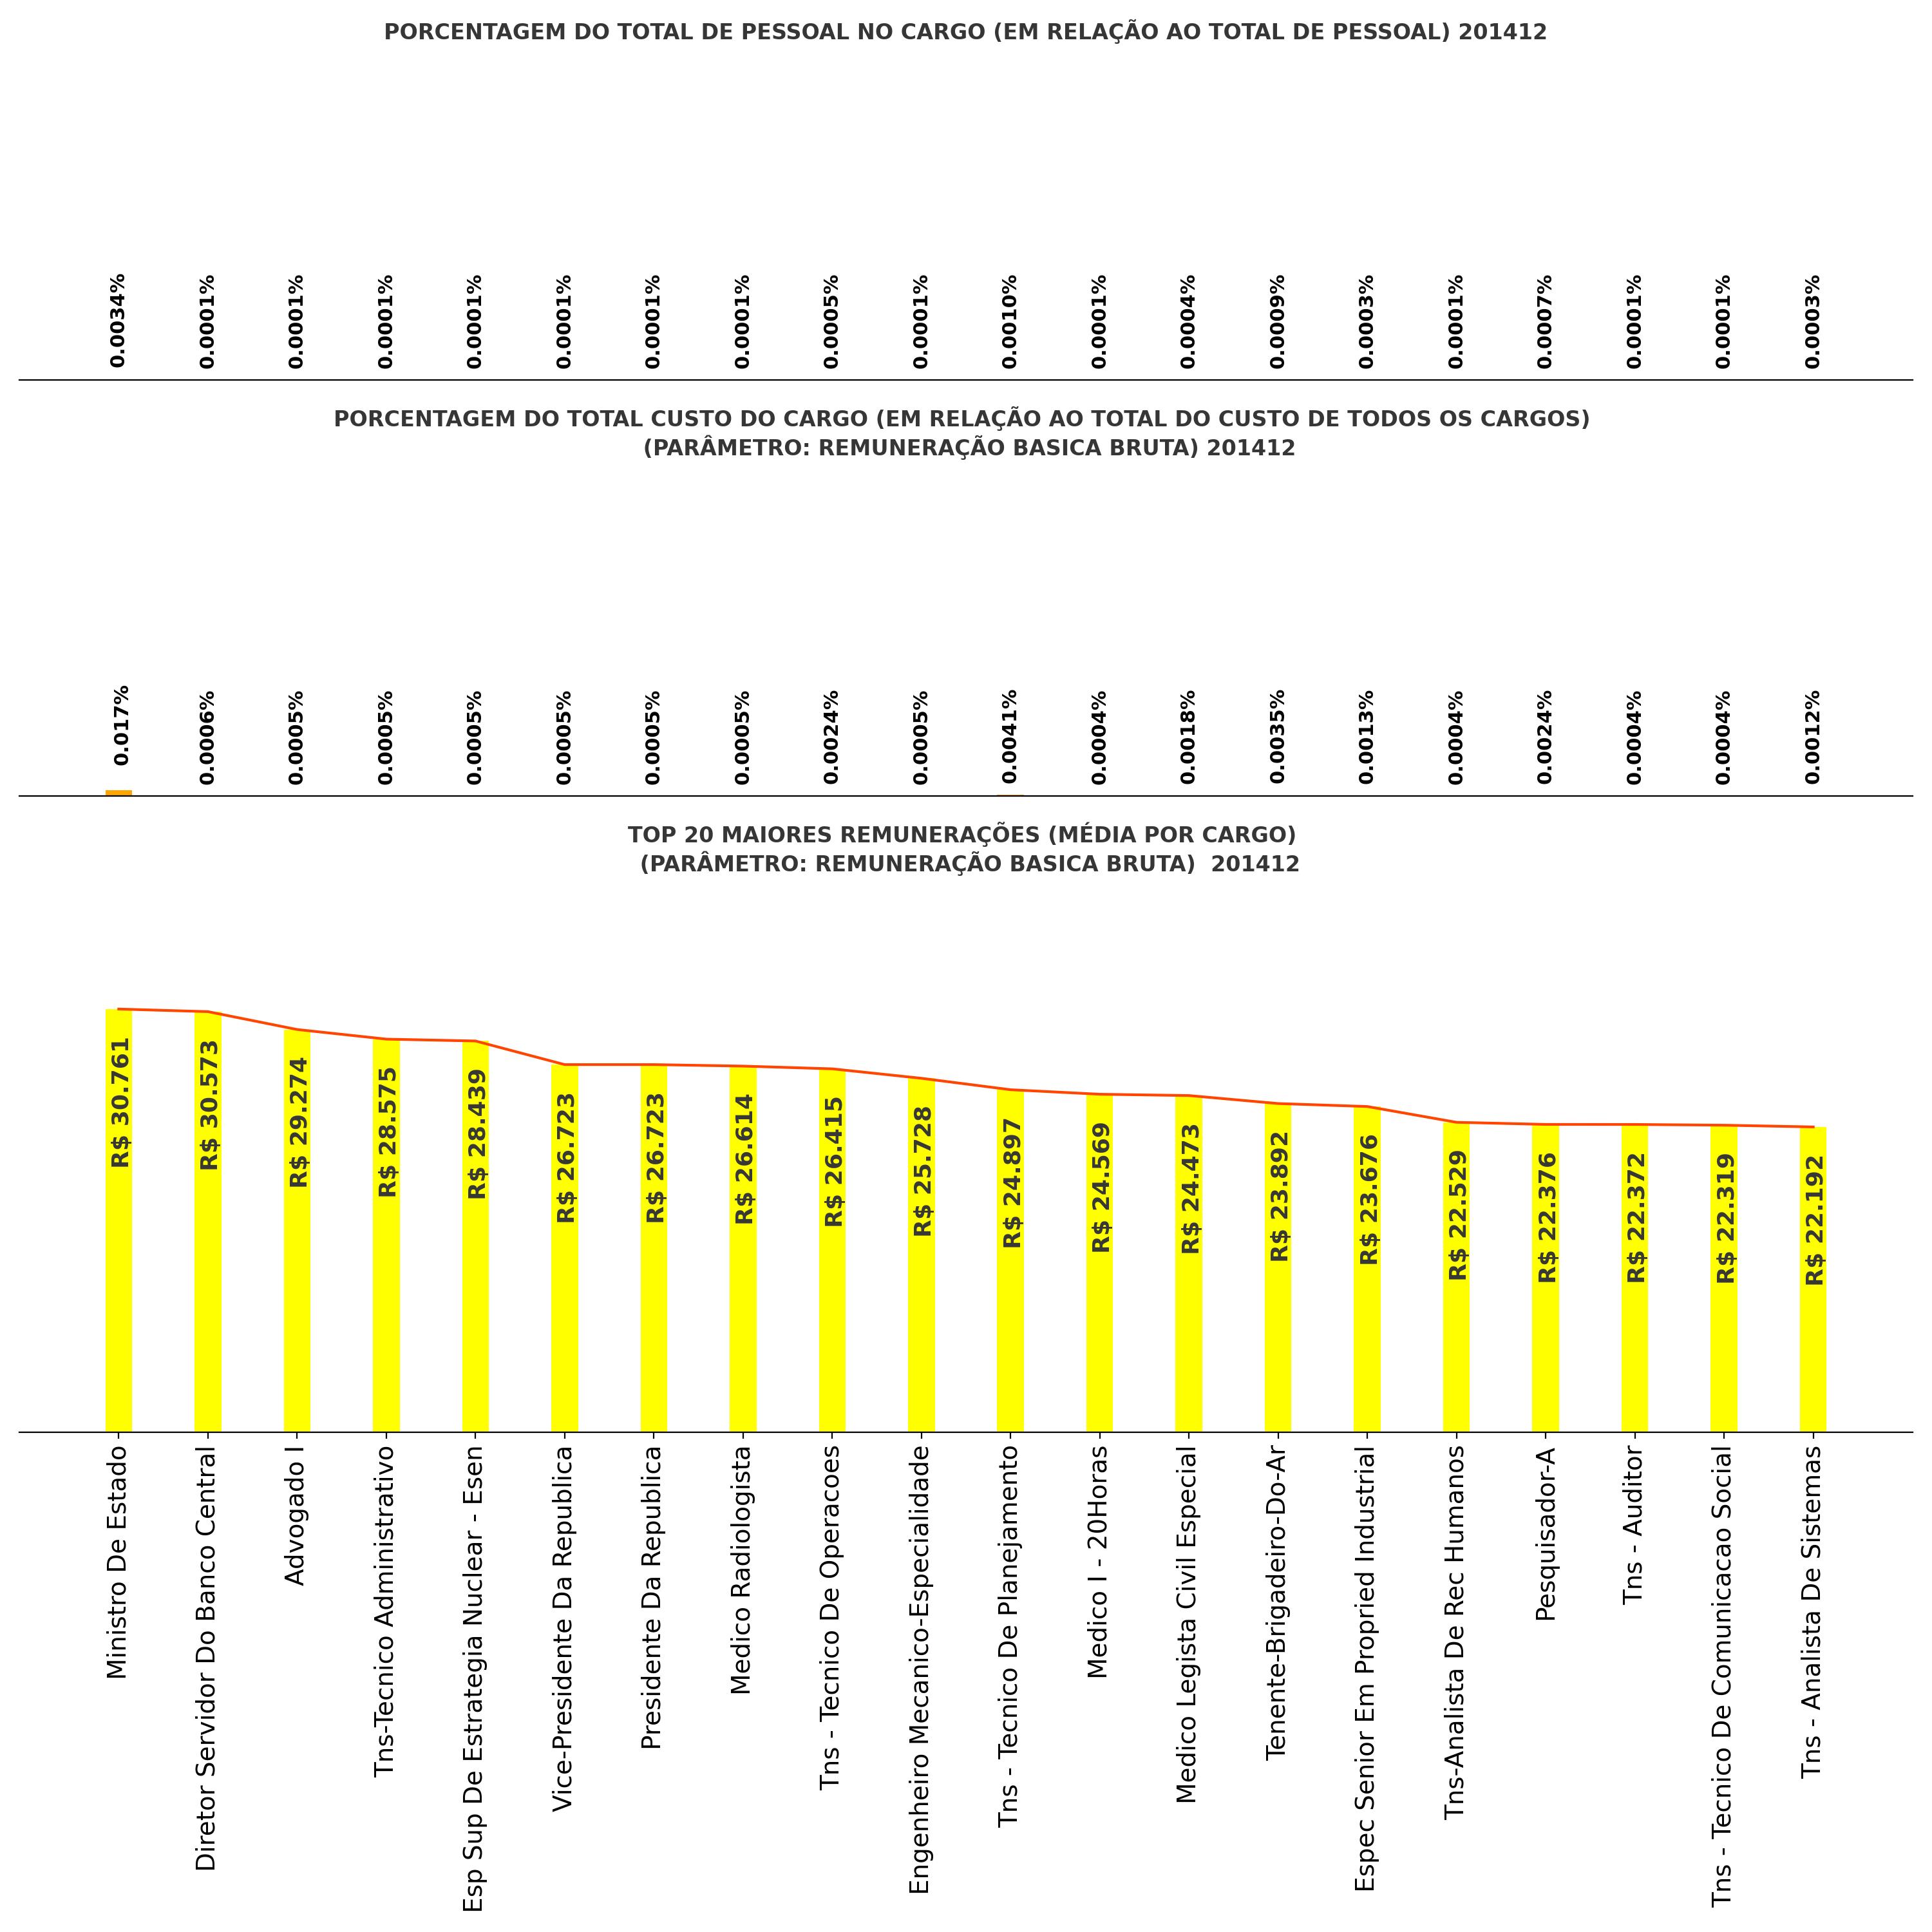 PORCENTAGEM DO TOTAL DE PESSOAL NO CARGO (EM RELAÇÃO AO TOTAL DE PESSOAL) 201412
0.0034%
0.0001%
0.0001%
0.0001%
0.0001%
0.0001%
0.0001%
0.0001%
0.0005%
0.0001%
0.0010%
0.0001%
0.0004%
0.0009%
0.0003%
0.0001%
0.0007%
0.0001%
0.0001%
0.0003%
PORCENTAGEM DO TOTAL CUSTO DO CARGO (EM RELAÇÃO AO TOTAL DO CUSTO DE TODOS OS CARGOS)
(PARÂMETRO: REMUNERAÇÃO BASICA BRUTA) 201412
0.017%
0.0006%
0.0005%
0.0005%
0.0005%
0.0005%
0.0005%
0.0005%
0.0024%
0.0005%
0.0041%
0.0004%
0.0018%
0.0035%
0.0013%
0.0004%
0.0024%
0.0004%
0.0004%
0.0012%
TOP 20 MAIORES REMUNERAÇÕES (MÉDIA POR CARGO)
(PARÂMETRO: REMUNERAÇÃO BASICA BRUTA)  201412
R$ 30.761
R$ 30.573
R$ 29.274
R$ 28.575
R$ 28.439
R$ 26.723
R$ 26.723
R$ 26.614
R$ 26.415
R$ 25.728
R$ 24.897
R$ 24.569
R$ 24.473
R$ 23.892
R$ 23.676
R$ 22.529
R$ 22.376
R$ 22.372
R$ 22.319
R$ 22.192
Ministro De Estado
Diretor Servidor Do Banco Central
Advogado I
Tns-Tecnico Administrativo
Esp Sup De Estrategia Nuclear - Esen
Vice-Presidente Da Republica
Presidente Da Republica
Medico Radiologista
Tns - Tecnico De Operacoes
Engenheiro Mecanico-Especialidade
Tns - Tecnico De Planejamento
Medico I - 20Horas
Medico Legista Civil Especial
Tenente-Brigadeiro-Do-Ar
Espec Senior Em Propried Industrial
Tns-Analista De Rec Humanos
Pesquisador-A
Tns - Auditor
Tns - Tecnico De Comunicacao Social
Tns - Analista De Sistemas